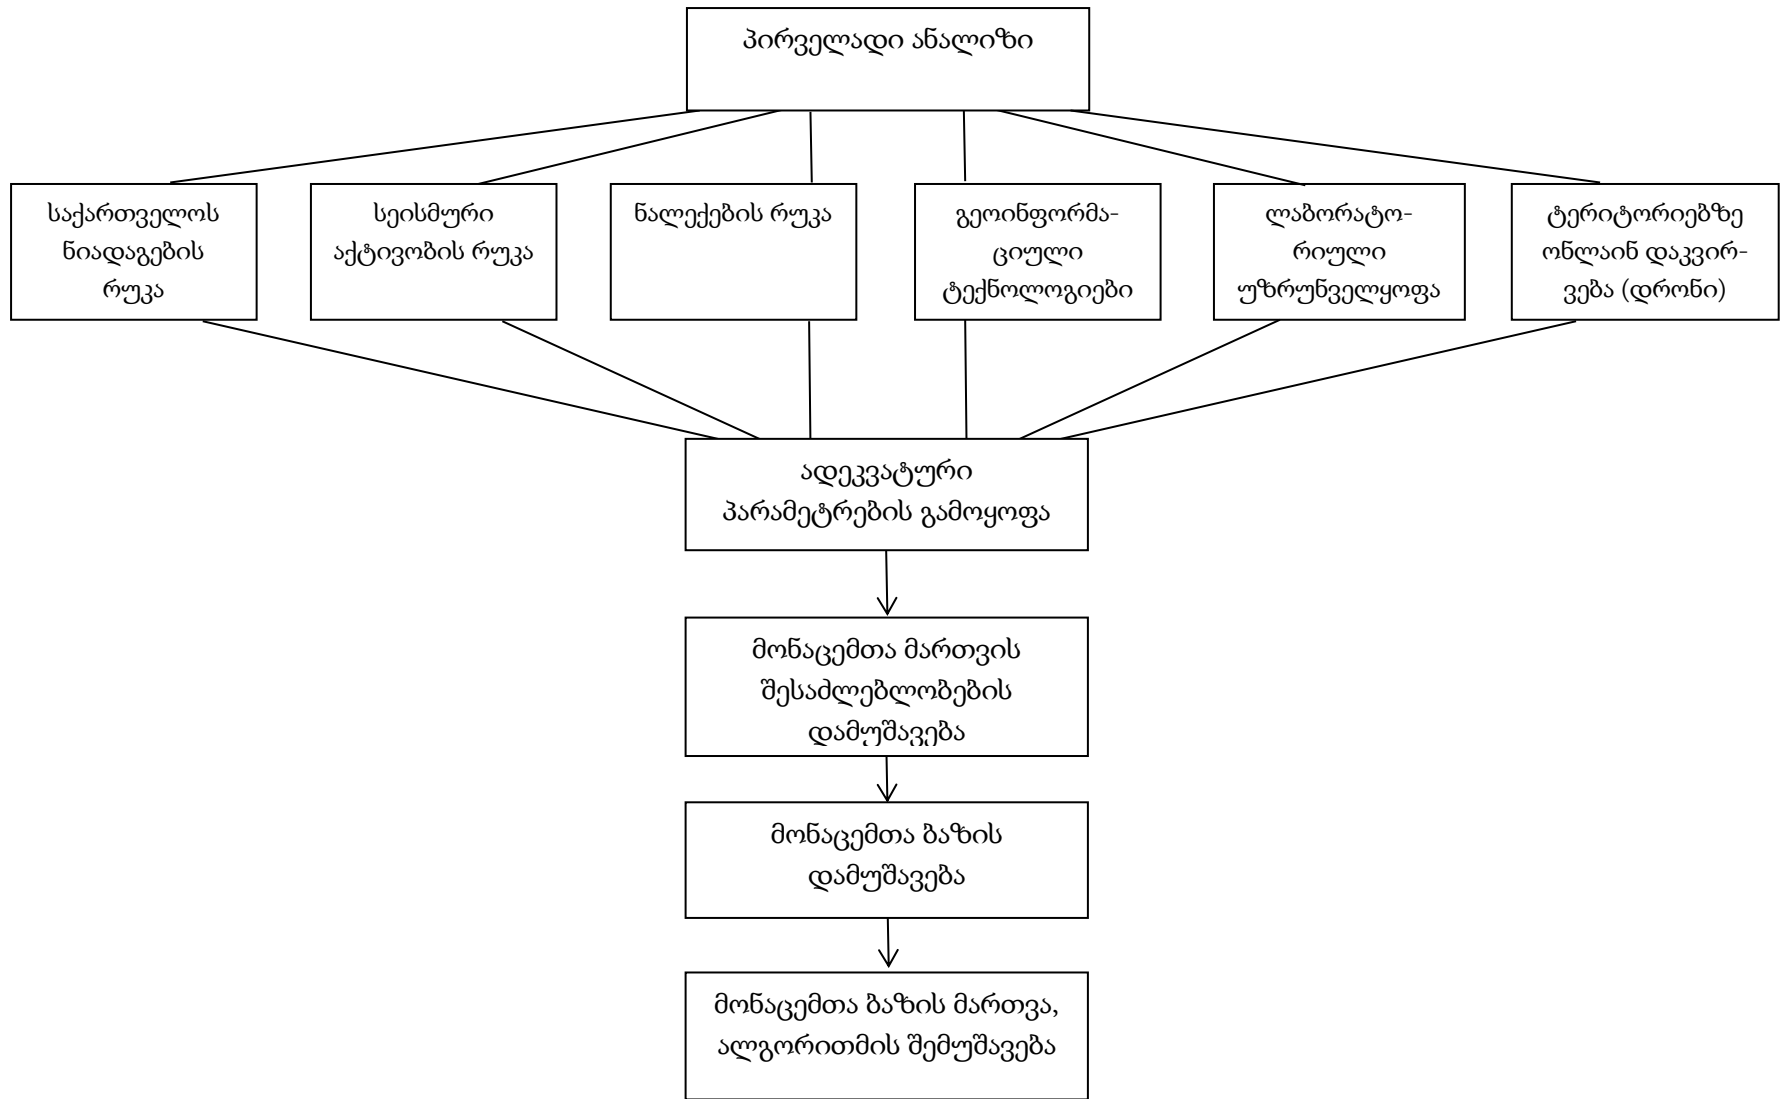 პირველადი ანალიზი
საქართველოს
ნიადაგების
რუკა
სეისმური
აქტივობის რუკა
ნალექების რუკა
გეოინფორმა-
ციული
ტექნოლოგიები
ლაბორატო-
რიული
უზრუნველყოფა
ტერიტორიებზე
ონლაინ დაკვირ-
ვება (დრონი)
ადეკვატური
პარამეტრების გამოყოფა
მონაცემთა მართვის
შესაძლებლობების
დამუშავება
მონაცემთა ბაზის
დამუშავება
მონაცემთა ბაზის მართვა,
ალგორითმის შემუშავება